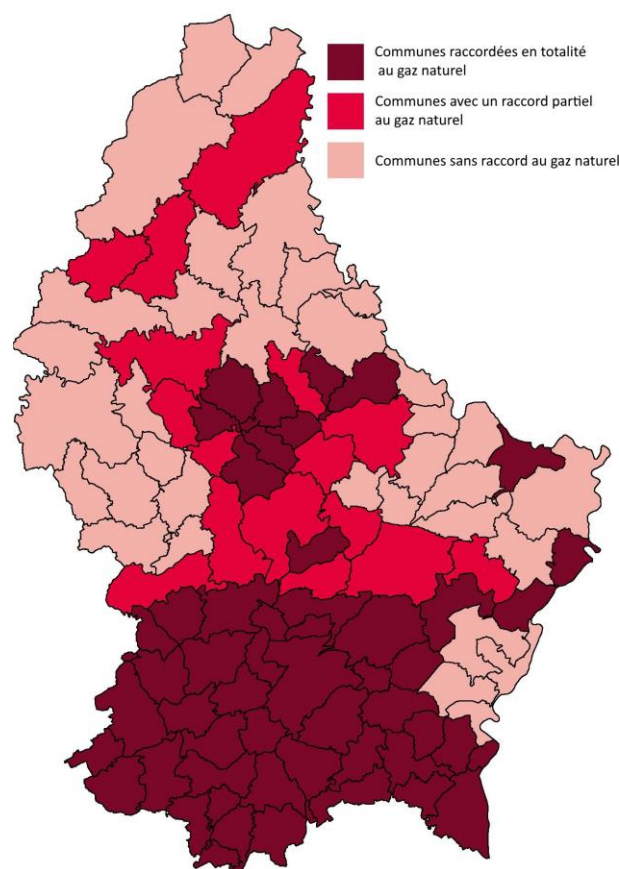 Communes raccordées en totalité
au gaz naturel
Communes avec un raccord partiel
au gaz naturel
Communes sans raccord au gaz naturel